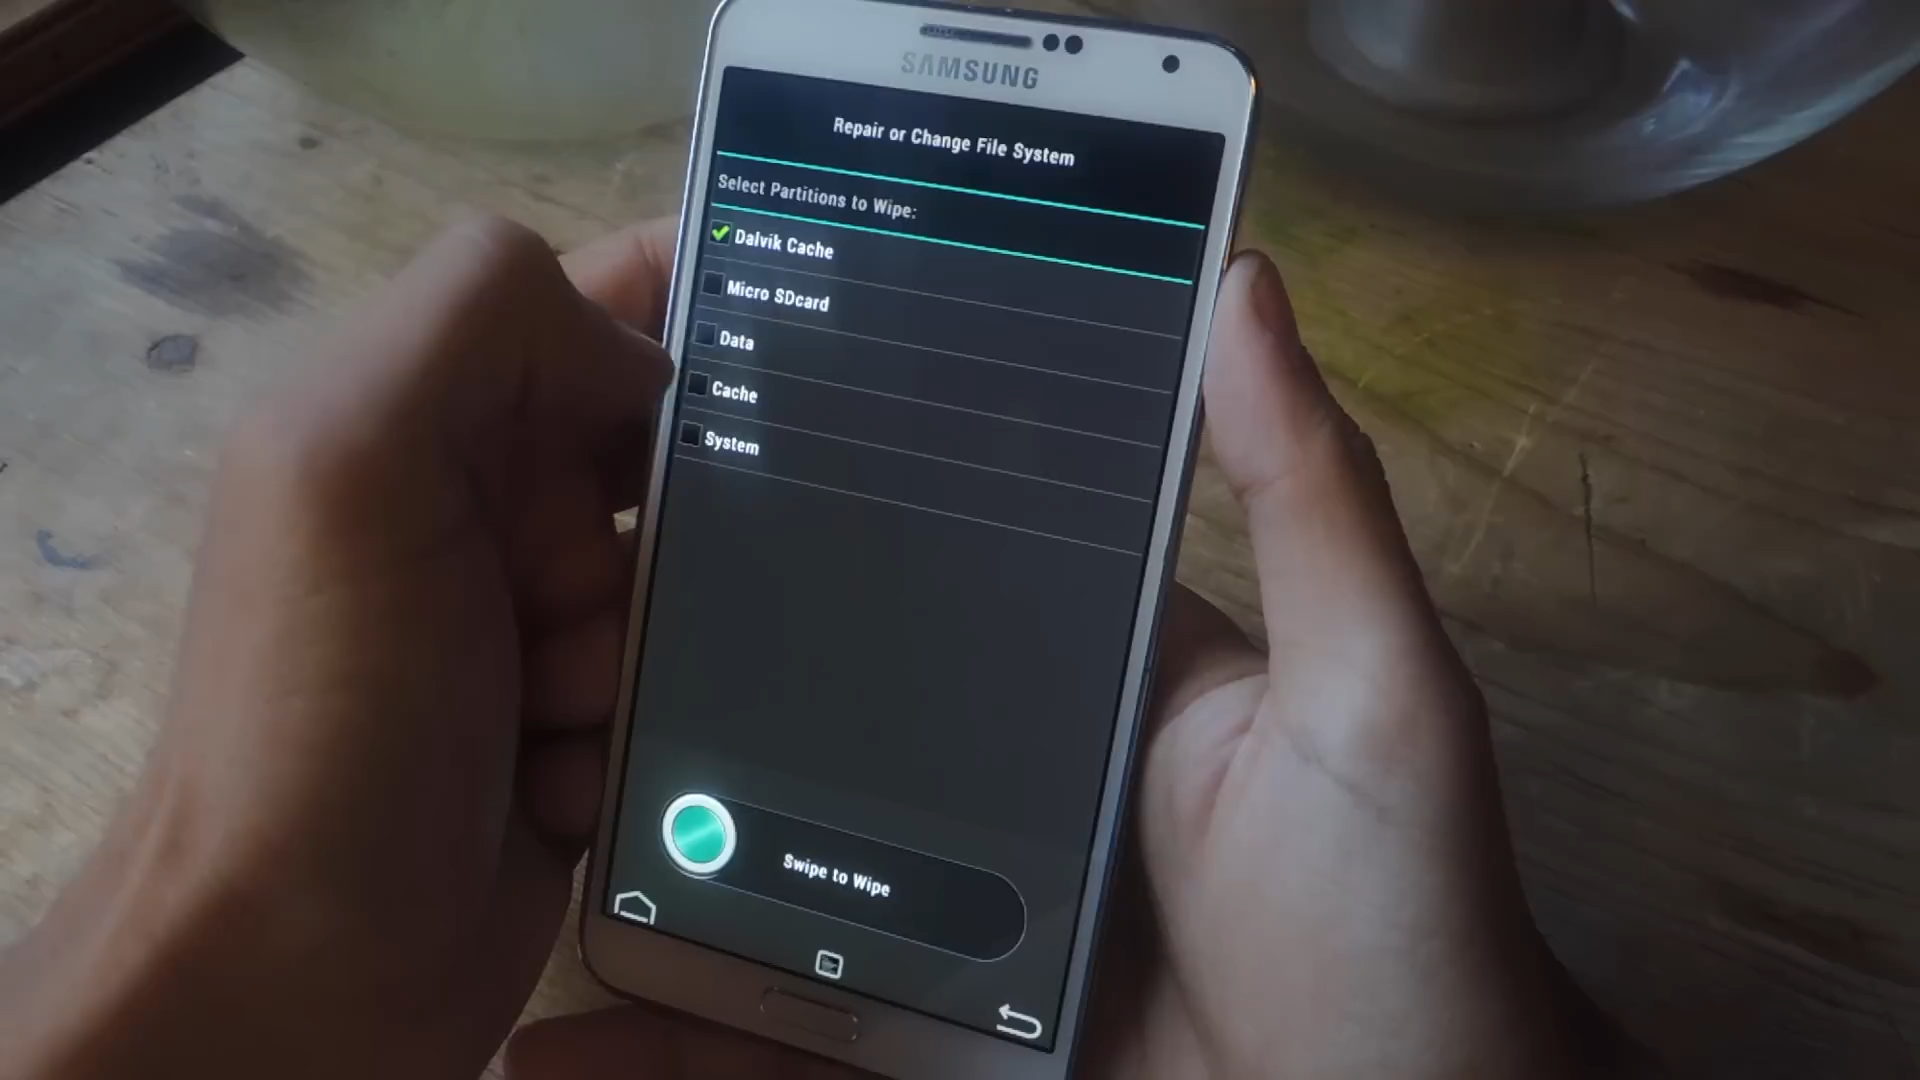 SAMSUNG
Repair or Change File System
Select Partitions to Wipe:
Dalvik Cache
Micro SDcard
Data
Cache
System
Swipe to Wipe